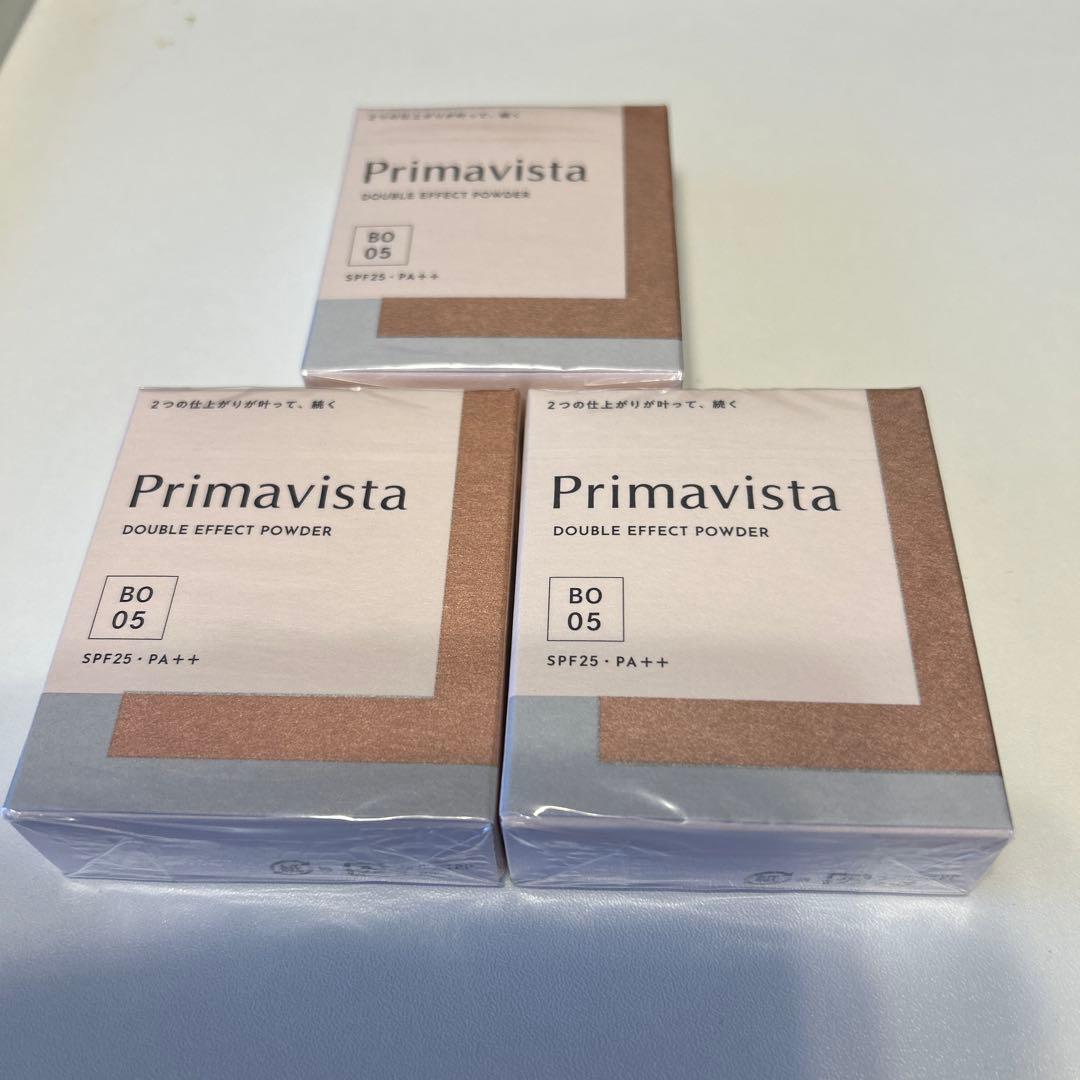 2つの仕上がりが叶って、続く
Primavista
DOUBLE EFFECT POWDER
BO
05
SPF25・PA++
2つの仕上がりが叶って、続く
Primavista
DOUBLE EFFECT POWDER
BO
05
SPF25・PA++
2つの仕上がりが叶って、続く
Primavista
DOUBLE EFFECT POWDER
BO
05
SPF25・PA++